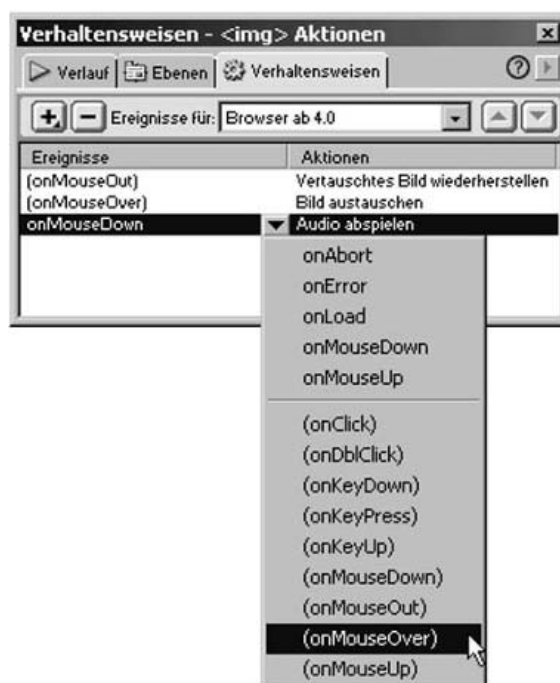 Verhaltensweisen - <img> Aktionen
Verlauf Ebenen Verhaltensweisen
Ereignisse für: Browser ab 4.0
Ereignisse Aktionen
(onMouseOut) Vertauschtes Bild wiederherstellen
(onMouseOver) Bild austauschen
onMouseDown Audio abspielen
onAbort
onError
onLoad
onMouseDown
onMouseUp
(onClick)
(onDblClick)
(onKeyDown)
(onKeyPress)
(onKeyUp)
(onMouseDown)
(onMouseOut)
(onMouseOver)
(onMouseUp)